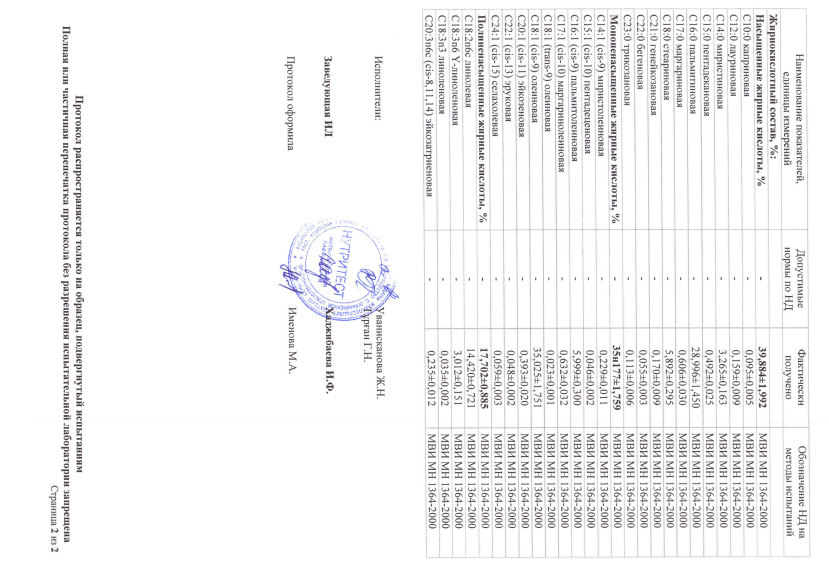 Наименование показателей, единицы измерений | Допустимые нормы по НД | Фактически получено | Обозначение НД на методы испытаний
Жирнокислотный состав, %:
Насыщенные жирные кислоты, % | - | 39,884±1,992 | МВИ МН 1364-2000
С10:0 каприновая | - | 0,095±0,005 | МВИ МН 1364-2000
С12:0 лауриновая | - | 0,159±0,009 | МВИ МН 1364-2000
С14:0 миристиновая | - | 3,265±0,163 | МВИ МН 1364-2000
С15:0 пентадекановая | - | 0,492±0,025 | МВИ МН 1364-2000
С16:0 пальмитиновая | - | 28,996±1,450 | МВИ МН 1364-2000
С17:0 маргариновая | - | 0,606±0,030 | МВИ МН 1364-2000
С18:0 стеариновая | - | 5,892±0,295 | МВИ МН 1364-2000
С21:0 генейкозановая | - | 0,170±0,009 | МВИ МН 1364-2000
С22:0 бегеновая | - | 0,055±0,003 | МВИ МН 1364-2000
С23:0 трикозановая | - | 0,113±0,006 | МВИ МН 1364-2000
Мононенасыщенные жирные кислоты, % | - | 35и177±1,759 | МВИ МН 1364-2000
С14:1 (cis-9) миристолеиновая | - | 0,229±0,011 | МВИ МН 1364-2000
С15:1 (cis-10) пентадеценовая | - | 0,046±0,002 | МВИ МН 1364-2000
С16:1 (cis-9) пальмитолеиновая | - | 5,999±0,300 | МВИ МН 1364-2000
С17:1 (cis-10) маргаринолеиновая | - | 0,632±0,032 | МВИ МН 1364-2000
С18:1 (trans-9) олеиновая | - | 0,023±0,001 | МВИ МН 1364-2000
С18:1 (cis-9) олеиновая | - | 35,025±1,751 | МВИ МН 1364-2000
С20:1 (cis-11) эйкозеновая | - | 0,393±0,020 | МВИ МН 1364-2000
С22:1 (cis-13) эруковая | - | 0,048±0,002 | МВИ МН 1364-2000
С24:1 (cis-15) селахолевая | - | 0,059±0,003 | МВИ МН 1364-2000
Полиненасыщенные жирные кислоты, % | - | 17,702±0,885 | МВИ МН 1364-2000
С18:2n6c линолевая | - | 14,420±0,721 | МВИ МН 1364-2000
С18:3n6 Y-линоленовая | - | 3,012±0,151 | МВИ МН 1364-2000
С18:3n3 линоленовая | - | 0,035±0,002 | МВИ МН 1364-2000
С20:3n6c (cis-8,11,14) эйкозатриеновая | - | 0,235±0,012 | МВИ МН 1364-2000
Исполнители: Уванисканова Ж.Н.
Турган Г.Н.
Заведующая ИЛ Хаджибаева И.Ф.
Протокол оформила Именова М.А.
НУТРИТЕСТ
Протокол распространяется только на образец, подвергнутый испытаниям
Полная или частичная перепечатка протокола без разрешения испытательной лаборатории запрещена
Страница 2 из 2